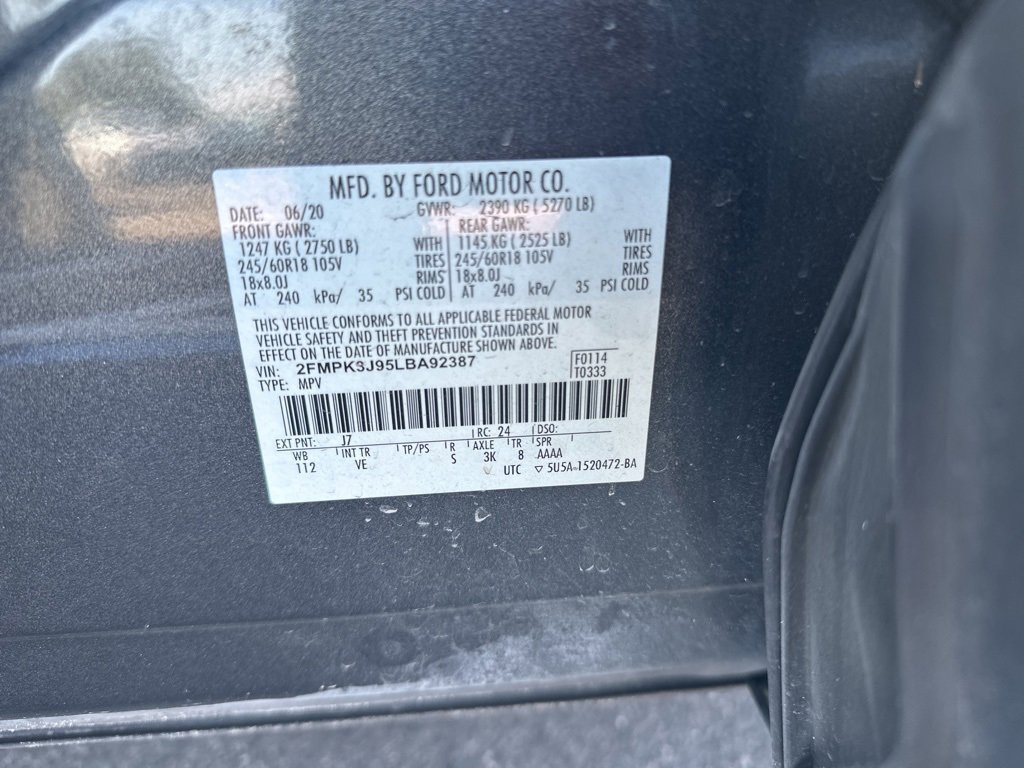 MFD. BY FORD MOTOR CO.
DATE: 06/20 GVWR: 2390 KG ( 5270 LB)
FRONT GAWR: REAR GAWR:
1247 KG ( 2750 LB) WITH 1145 KG ( 2525 LB) WITH
245/60R18 105V TIRES 245/60R18 105V TIRES
18x8.0J RIMS 18x8.0J RIMS
AT 240 kPa/ 35 PSI COLD AT 240 kPa/ 35 PSI COLD
THIS VEHICLE CONFORMS TO ALL APPLICABLE FEDERAL MOTOR
VEHICLE SAFETY AND THEFT PREVENTION STANDARDS IN
EFFECT ON THE DATE OF MANUFACTURE SHOWN ABOVE.
VIN: 2FMPK3J95LBA92387 F0114
TYPE: MPV T0333
EXT PNT: J7 RC: 24 DSO:
WB INT TR TP/PS R AXLE TR SPR
112 VE S 3K 8 AAAA
UTC ▽ 5U5A-1520472-BA